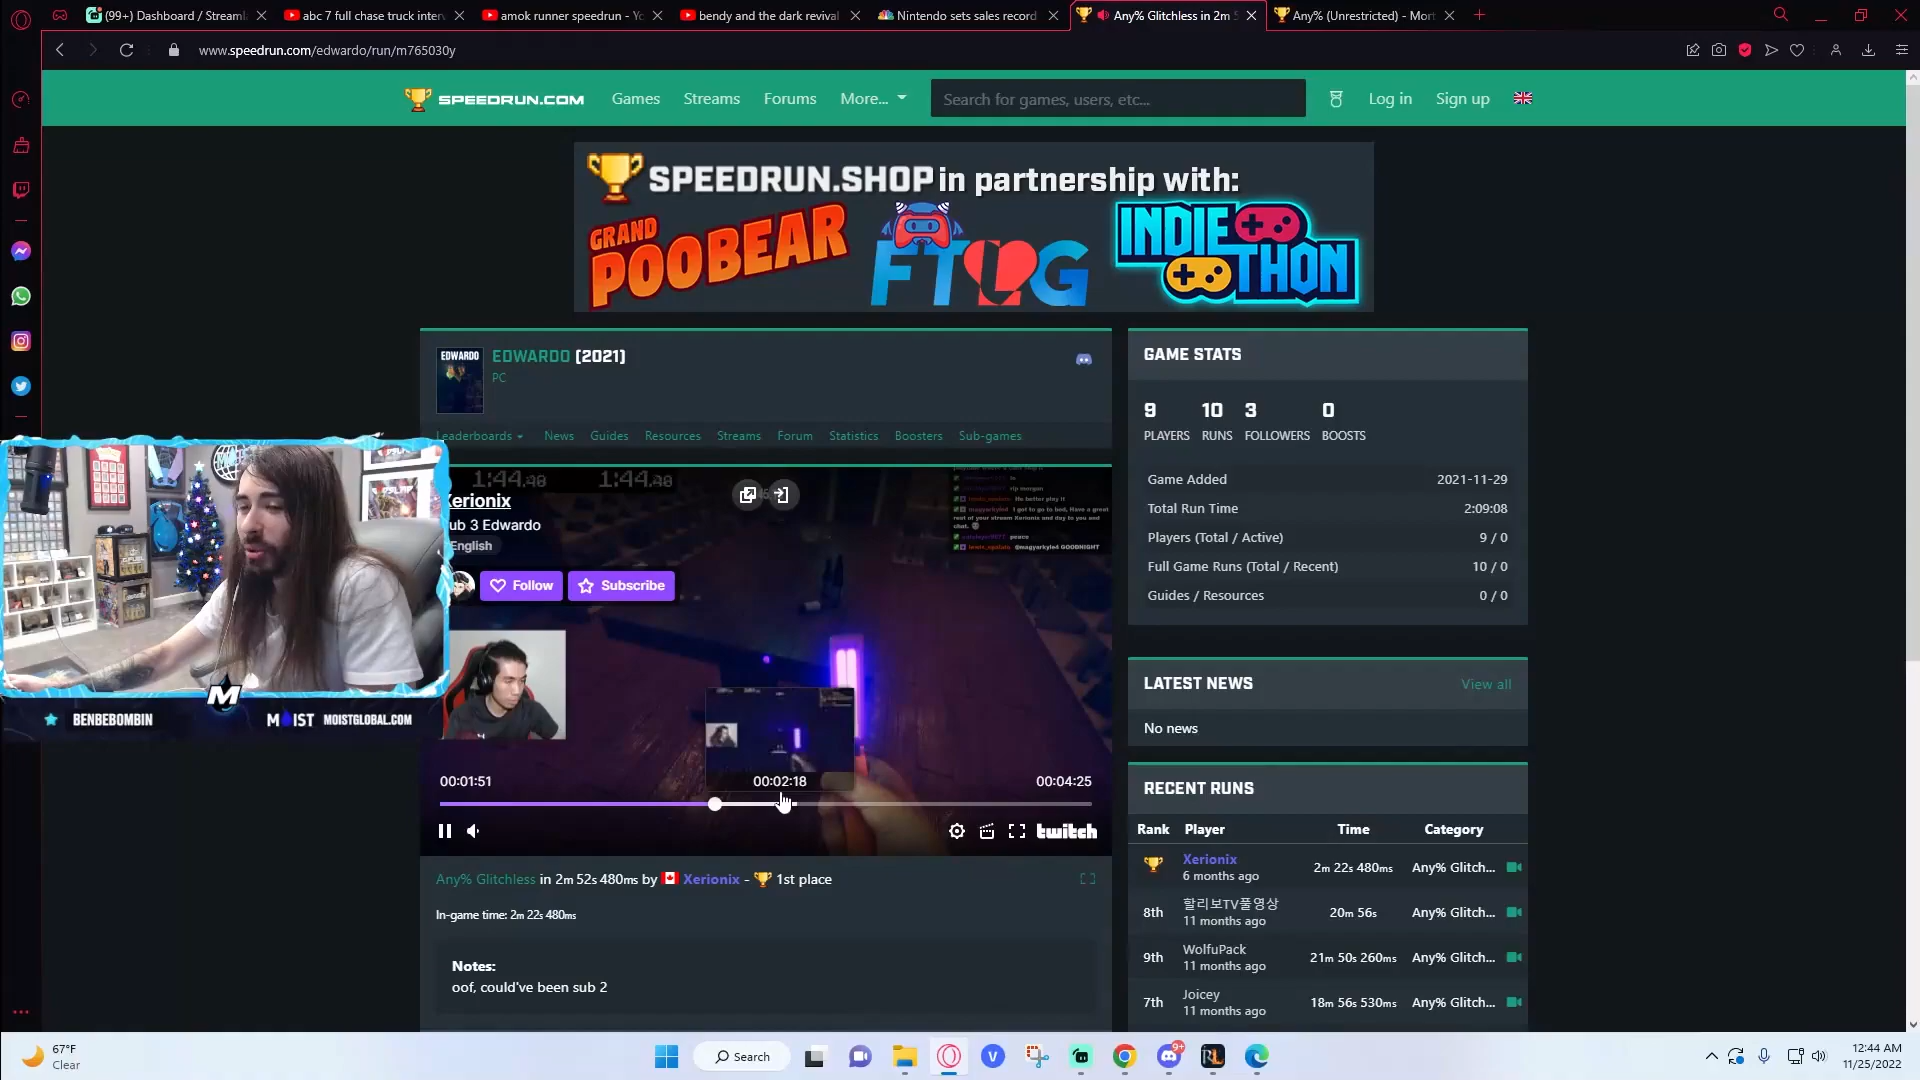 (99+) Dashboard / Streaml
abc 7 full chase truck interv
amok runner speedrun - Yo
bendy and the dark revival
Nintendo sets sales record
Any% Glitchless in 2m 5
Any% (Unrestricted) - Mort
www.speedrun.com/edwardo/run/m765030y
SPEEDRUN.COM
Games
Streams
Forums
More...
Search for games, users, etc...
Log in
Sign up
SPEEDRUN.SHOP in partnership with:
GRAND POOBEAR
FTLG
INDIE THON
EDWARDO
EDWARDO (2021)
PC
Leaderboards
News
Guides
Resources
Streams
Forum
Statistics
Boosters
Sub-games
1:44.48
1:44.48
Xerionix
ub 3 Edwardo
English
Follow
Subscribe
00:01:51
00:02:18
00:04:25
twitch
BENBEBOMBIN
M
MOIST
MOISTGLOBAL.COM
Any% Glitchless in 2m 52s 480ms by Xerionix - 1st place
In-game time: 2m 22s 480ms
Notes:
oof, could've been sub 2
GAME STATS
9 10 3 0
PLAYERS RUNS FOLLOWERS BOOSTS
Game Added 2021-11-29
Total Run Time 2:09:08
Players (Total / Active) 9 / 0
Full Game Runs (Total / Recent) 10 / 0
Guides / Resources 0 / 0
LATEST NEWS View all
No news
RECENT RUNS
Rank Player Time Category
Xerionix 2m 22s 480ms Any% Glitch...
6 months ago
8th 할리보TV풀영상 20m 56s Any% Glitch...
11 months ago
9th WolfuPack 21m 50s 260ms Any% Glitch...
11 months ago
7th Joicey 18m 56s 530ms Any% Glitch...
11 months ago
67°F
Clear
Search
9+
12:44 AM
11/25/2022